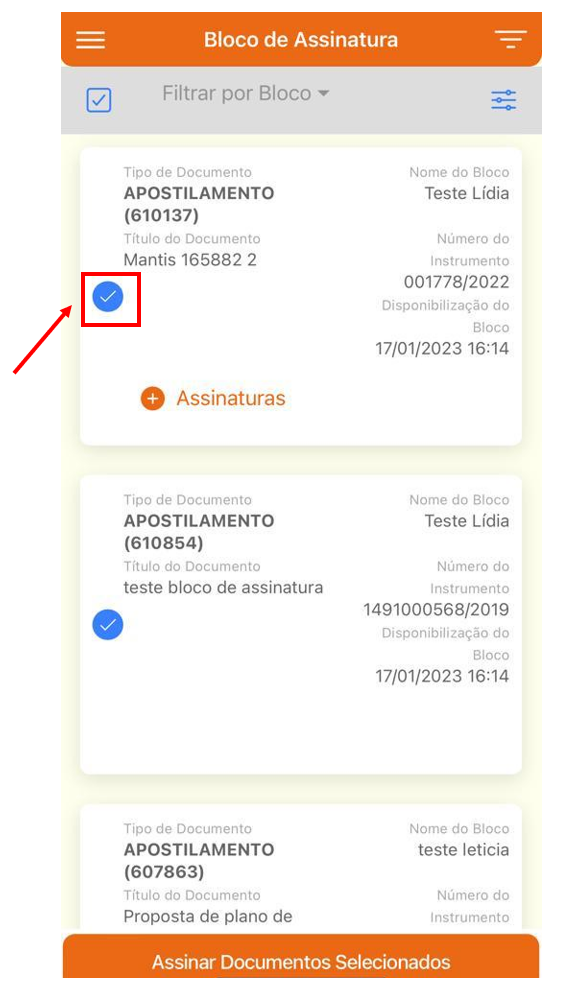 Bloco de Assinatura
Filtrar por Bloco
Tipo de Documento
APOSTILAMENTO
(610137)
Título do Documento
Mantis 165882 2
Nome do Bloco
Teste Lídia
Número do
Instrumento
001778/2022
Disponibilização do
Bloco
17/01/2023 16:14
Assinaturas
Tipo de Documento
APOSTILAMENTO
(610854)
Título do Documento
teste bloco de assinatura
Nome do Bloco
Teste Lídia
Número do
Instrumento
1491000568/2019
Disponibilização do
Bloco
17/01/2023 16:14
Tipo de Documento
APOSTILAMENTO
(607863)
Título do Documento
Proposta de plano de
Nome do Bloco
teste leticia
Número do
Instrumento
Assinar Documentos Selecionados